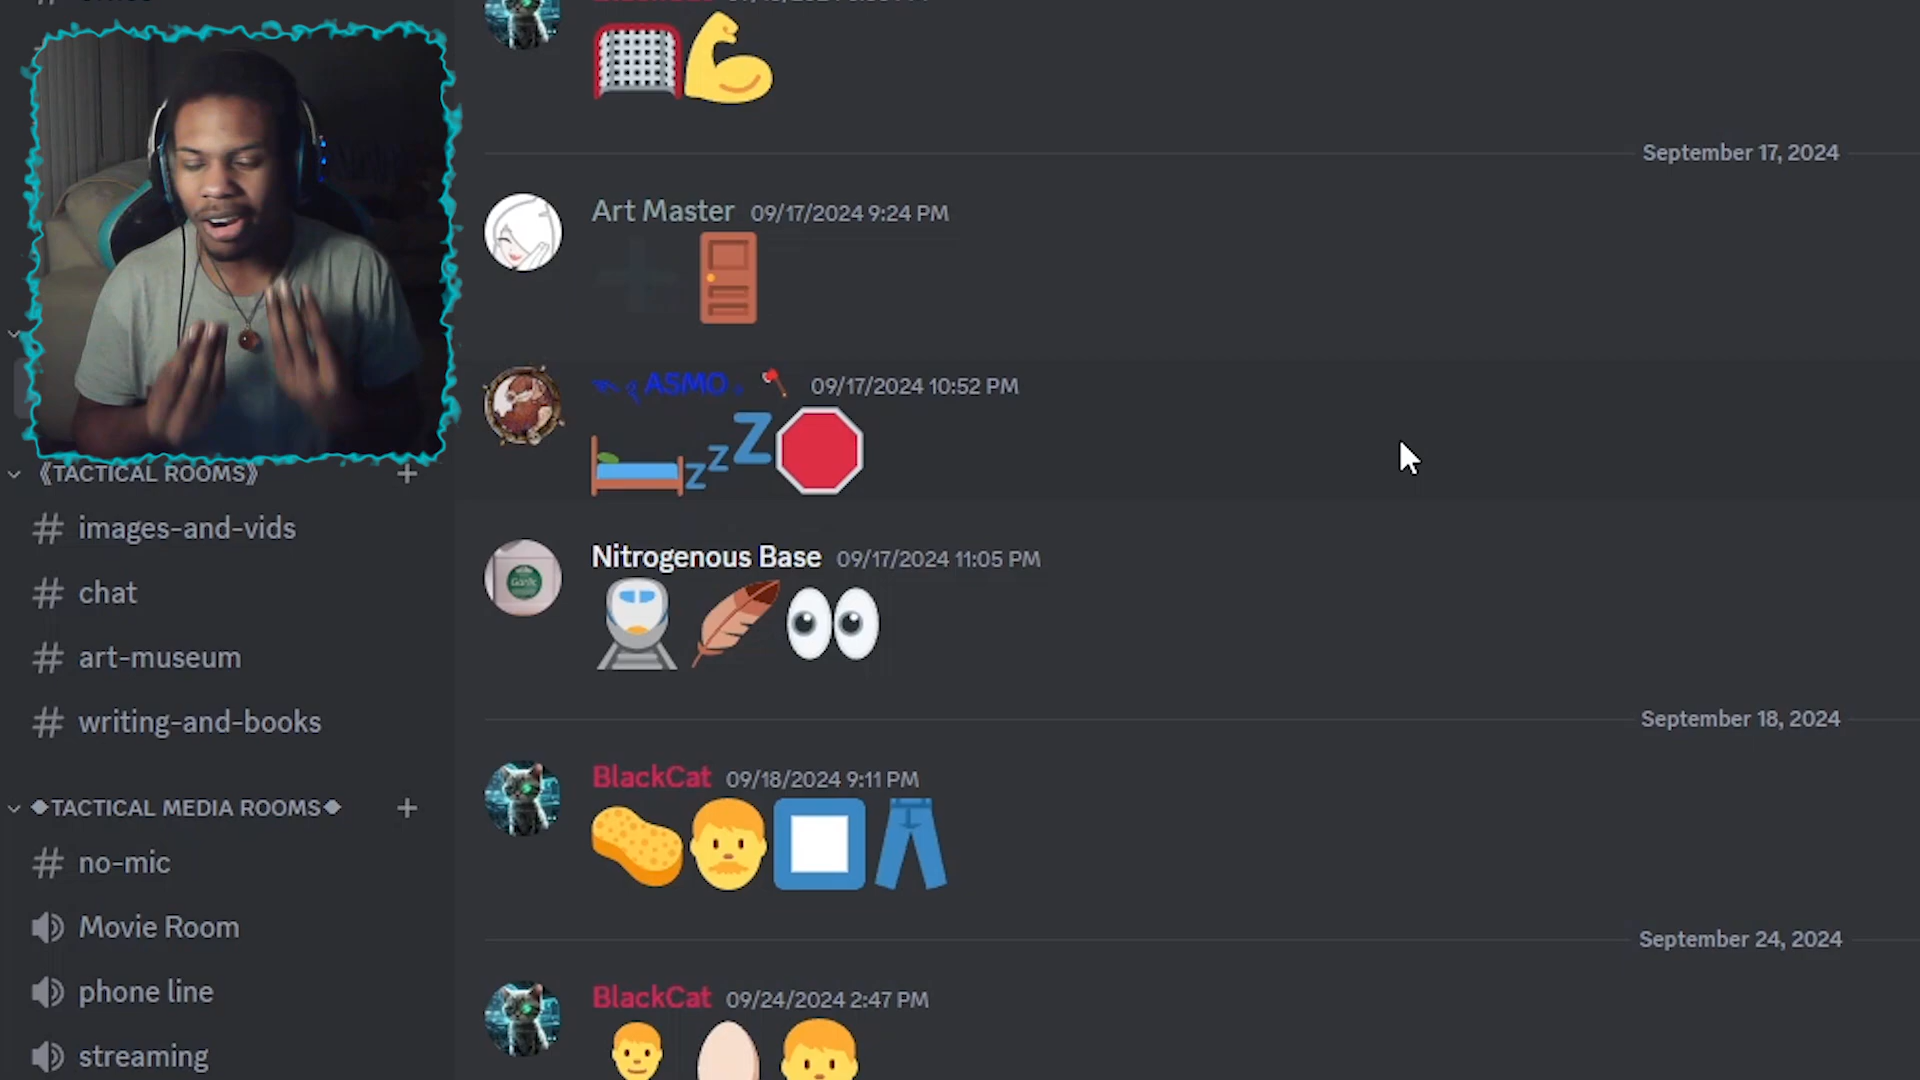 September 17, 2024
Art Master 09/17/2024 9:24 PM
ASMO 09/17/2024 10:52 PM
zzZ
《TACTICAL ROOMS》
# images-and-vids
Nitrogenous Base 09/17/2024 11:05 PM
Garlic
# chat
# art-museum
# writing-and-books
September 18, 2024
BlackCat 09/18/2024 9:11 PM
◆TACTICAL MEDIA ROOMS◆
# no-mic
Movie Room
September 24, 2024
phone line
BlackCat 09/24/2024 2:47 PM
streaming